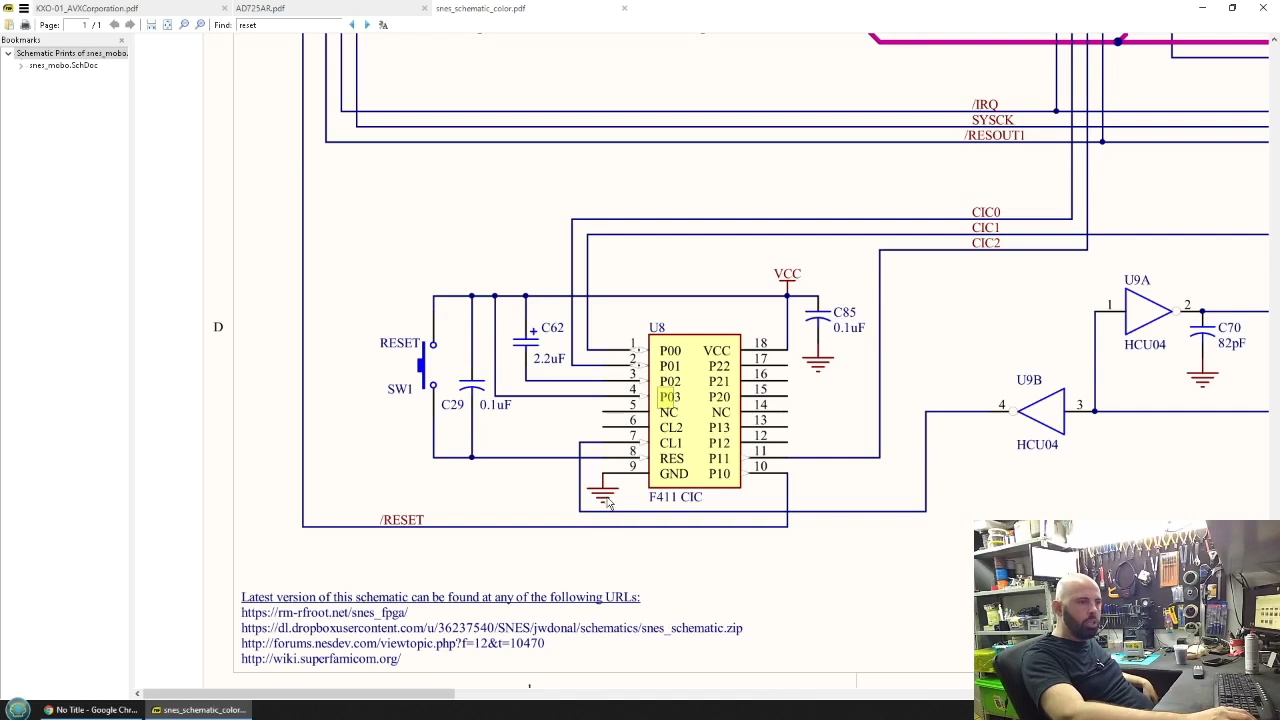 KXO-01_AVXCorporation.pdf
AD725AR.pdf
snes_schematic_color.pdf
Page: 1 / 1
Find: reset
Bookmarks
Schematic Prints of snes_mobo.
snes_mobo.SchDoc
/IRQ
SYSCK
/RESOUT1
CIC0
CIC1
CIC2
VCC
D
RESET
SW1
C29 0.1uF
C62
2.2uF
U8
C85
0.1uF
1 P00 VCC 18
2 P01 P22 17
3 P02 P21 16
4 P03 P20 15
5 NC NC 14
6 CL2 P13 13
7 CL1 P12 12
8 RES P11 11
9 GND P10 10
F411 CIC
/RESET
U9A
1 2
HCU04
C70
82pF
U9B
4 3
HCU04
Latest version of this schematic can be found at any of the following URLs:
https://rm-rfroot.net/snes_fpga/
https://dl.dropboxusercontent.com/u/36237540/SNES/jwdonal/schematics/snes_schematic.zip
http://forums.nesdev.com/viewtopic.php?f=12&t=10470
http://wiki.superfamicom.org/
No Title - Google Chr...
snes_schematic_color...